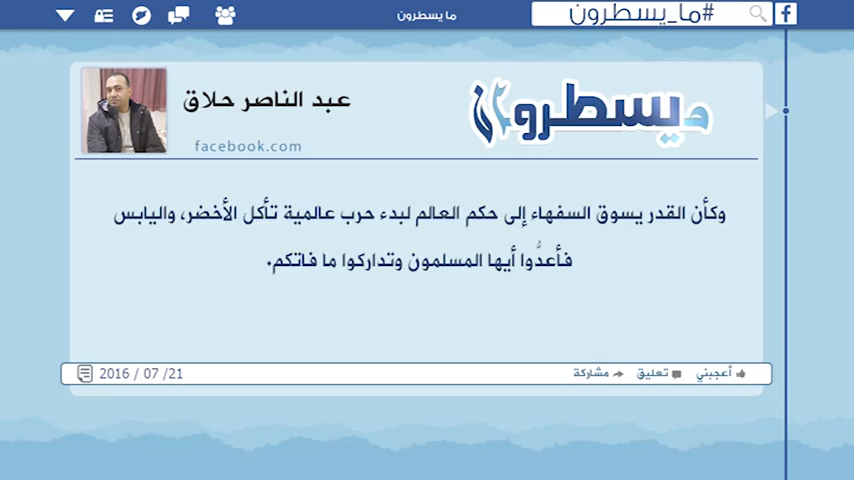 ما يسطرون
#ما_يسطرون
عبد الناصر حلاق
ما يسطرون
facebook.com
وكأن القدر يسوق السفهاء إلى حكم العالم لبدء حرب عالمية تأكل الأخضر، واليابس
فأعدُّوا أيها المسلمون وتداركوا ما فاتكم.
أعجبني تعليق مشاركة
2016 / 07 /21